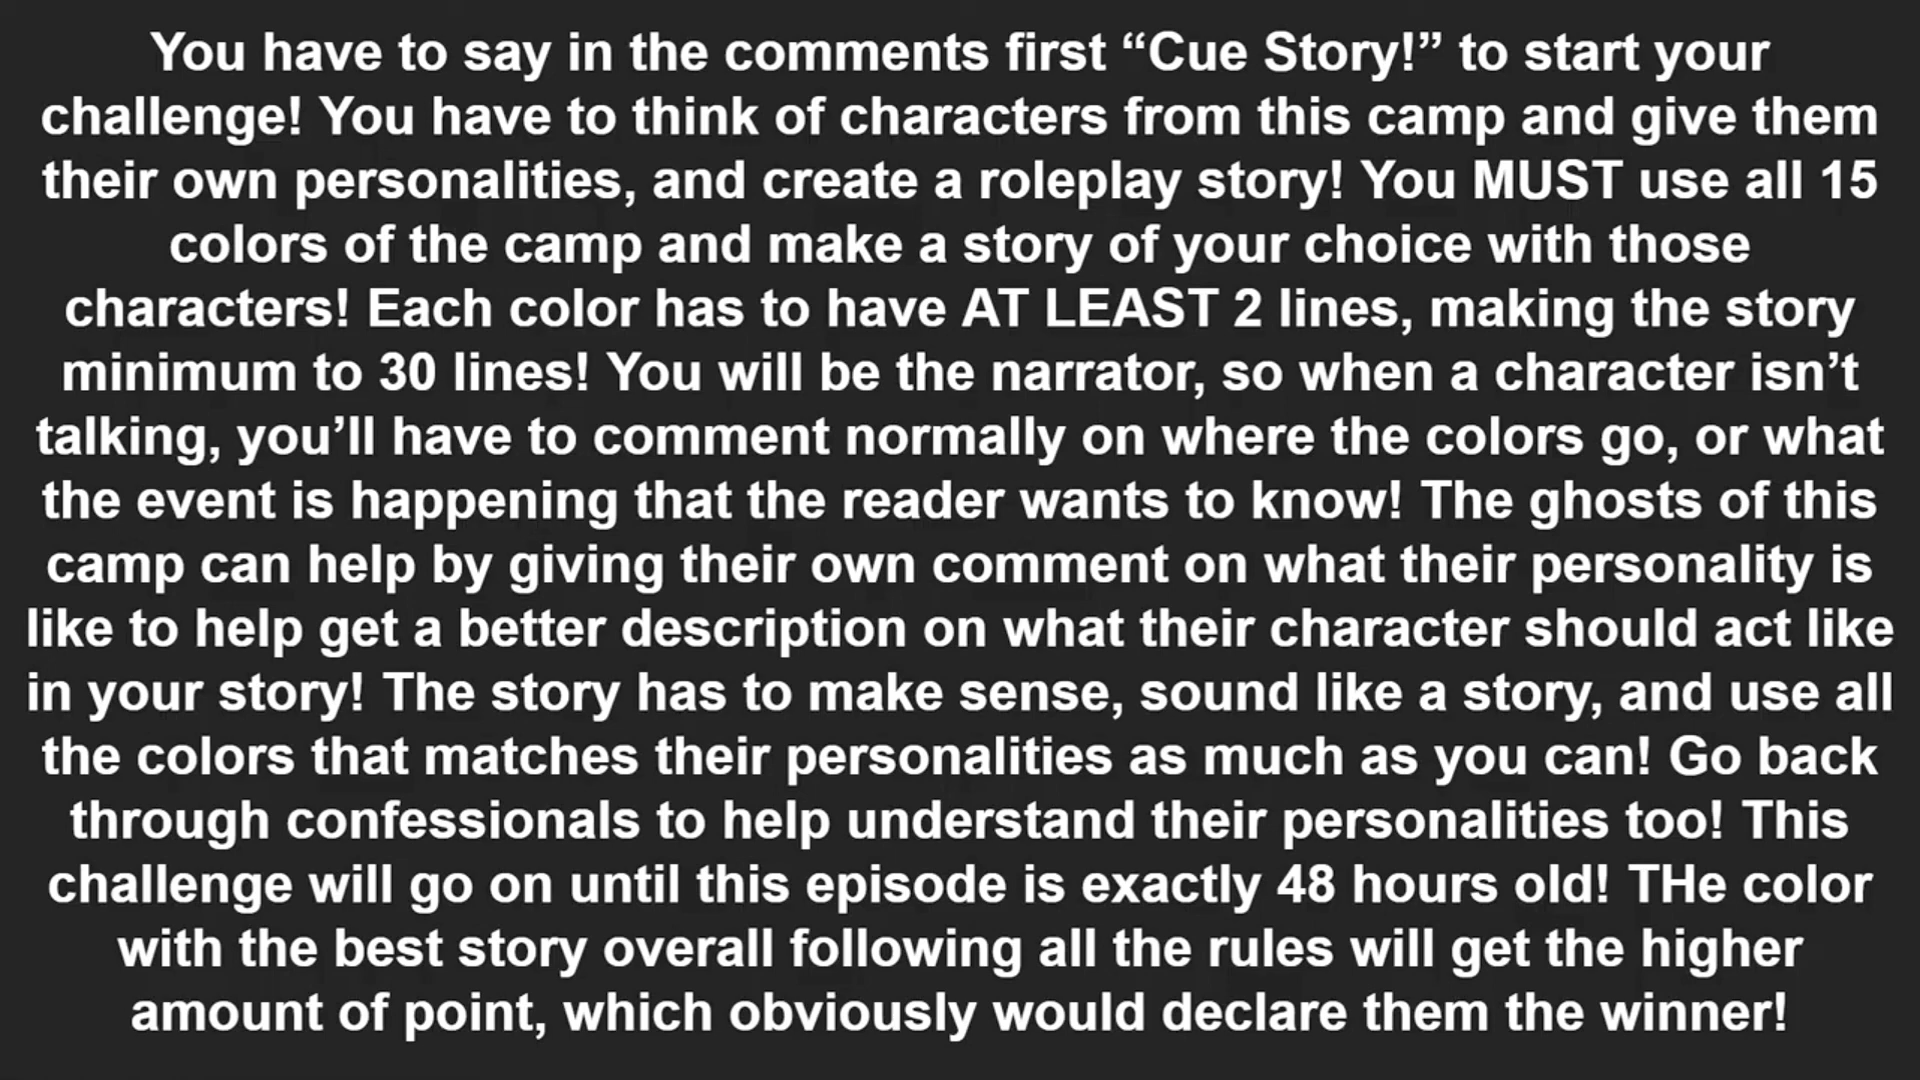 You have to say in the comments first “Cue Story!” to start your
challenge! You have to think of characters from this camp and give them
their own personalities, and create a roleplay story! You MUST use all 15
colors of the camp and make a story of your choice with those
characters! Each color has to have AT LEAST 2 lines, making the story
minimum to 30 lines! You will be the narrator, so when a character isn’t
talking, you’ll have to comment normally on where the colors go, or what
the event is happening that the reader wants to know! The ghosts of this
camp can help by giving their own comment on what their personality is
like to help get a better description on what their character should act like
in your story! The story has to make sense, sound like a story, and use all
the colors that matches their personalities as much as you can! Go back
through confessionals to help understand their personalities too! This
challenge will go on until this episode is exactly 48 hours old! THe color
with the best story overall following all the rules will get the higher
amount of point, which obviously would declare them the winner!